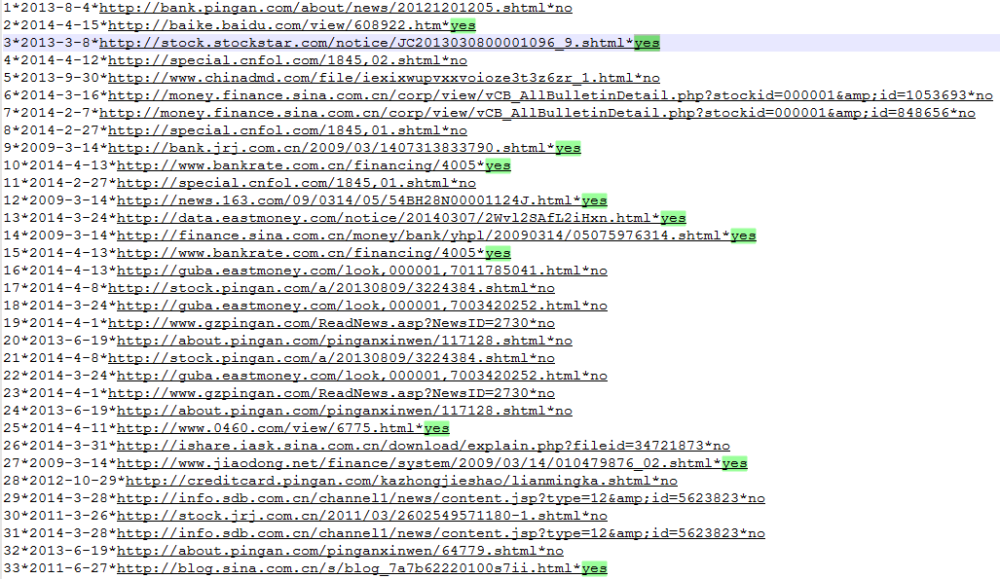 1*2013-8-4*http://bank.pingan.com/about/news/20121201205.shtml*no
2*2014-4-15*http://baike.baidu.com/view/608922.htm*yes
3*2013-3-8*http://stock.stockstar.com/notice/JC2013030800001096_9.shtml*yes
4*2014-4-12*http://special.cnfol.com/1845,02.shtml*no
5*2013-9-30*http://www.chinadmd.com/file/iexixwupvxxvoioze3t3z6zr_1.html*no
6*2014-3-16*http://money.finance.sina.com.cn/corp/view/vCB_AllBulletinDetail.php?stockid=000001&amp;id=1053693*no
7*2014-2-7*http://money.finance.sina.com.cn/corp/view/vCB_AllBulletinDetail.php?stockid=000001&amp;id=848656*no
8*2014-2-27*http://special.cnfol.com/1845,01.shtml*no
9*2009-3-14*http://bank.jrj.com.cn/2009/03/1407313833790.shtml*yes
10*2014-4-13*http://www.bankrate.com.cn/financing/4005*yes
11*2014-2-27*http://special.cnfol.com/1845,01.shtml*no
12*2009-3-14*http://news.163.com/09/0314/05/54BH28N00001124J.html*yes
13*2014-3-24*http://data.eastmoney.com/notice/20140307/2Wvl2SAfL2iHxn.html*yes
14*2009-3-14*http://finance.sina.com.cn/money/bank/yhpl/20090314/05075976314.shtml*yes
15*2014-4-13*http://www.bankrate.com.cn/financing/4005*yes
16*2014-4-13*http://guba.eastmoney.com/look,000001,7011785041.html*no
17*2014-4-8*http://stock.pingan.com/a/20130809/3224384.shtml*no
18*2014-3-24*http://guba.eastmoney.com/look,000001,7003420252.html*no
19*2014-4-1*http://www.gzpingan.com/ReadNews.asp?NewsID=2730*no
20*2013-6-19*http://about.pingan.com/pinganxinwen/117128.shtml*no
21*2014-4-8*http://stock.pingan.com/a/20130809/3224384.shtml*no
22*2014-3-24*http://guba.eastmoney.com/look,000001,7003420252.html*no
23*2014-4-1*http://www.gzpingan.com/ReadNews.asp?NewsID=2730*no
24*2013-6-19*http://about.pingan.com/pinganxinwen/117128.shtml*no
25*2014-4-11*http://www.0460.com/view/6775.html*yes
26*2014-3-31*http://ishare.iask.sina.com.cn/download/explain.php?fileid=34721873*no
27*2009-3-14*http://www.jiaodong.net/finance/system/2009/03/14/010479876_02.shtml*yes
28*2012-10-29*http://creditcard.pingan.com/kazhongjieshao/lianmingka.shtml*no
29*2014-3-28*http://info.sdb.com.cn/channel1/news/content.jsp?type=12&amp;id=5623823*no
30*2011-3-26*http://stock.jrj.com.cn/2011/03/2602549571180-1.shtml*no
31*2014-3-28*http://info.sdb.com.cn/channel1/news/content.jsp?type=12&amp;id=5623823*no
32*2013-6-19*http://about.pingan.com/pinganxinwen/64779.shtml*no
33*2011-6-27*http://blog.sina.com.cn/s/blog_7a7b62220100s7ii.html*yes